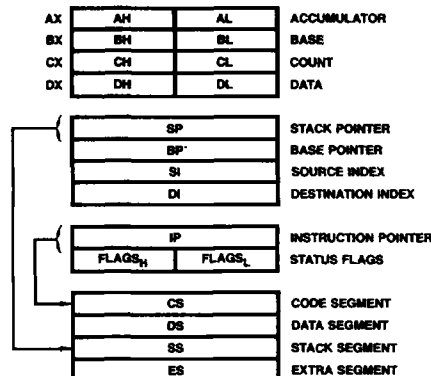 AX AH AL ACCUMULATOR
BX BH BL BASE
CX CH CL COUNT
DX DH DL DATA
SP STACK POINTER
BP BASE POINTER
SI SOURCE INDEX
DI DESTINATION INDEX
IP INSTRUCTION POINTER
FLAGSH FLAGSL STATUS FLAGS
CS CODE SEGMENT
DS DATA SEGMENT
SS STACK SEGMENT
ES EXTRA SEGMENT